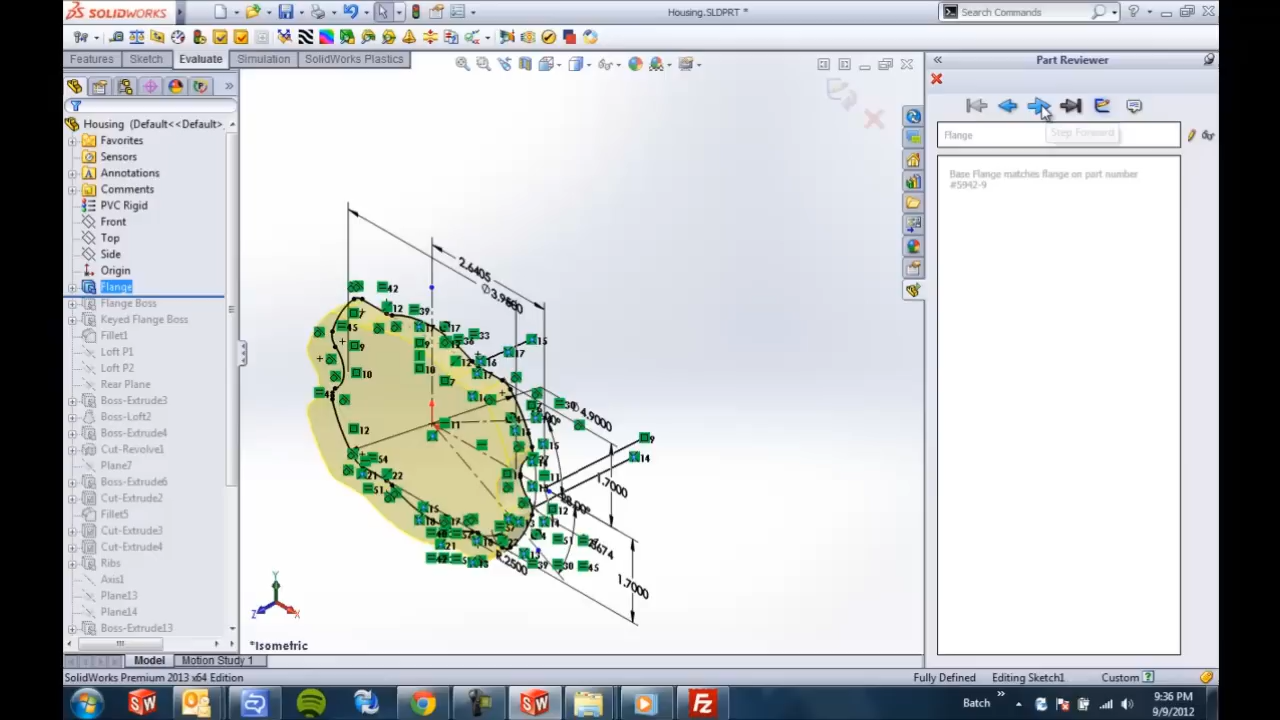 SOLIDWORKS
Housing.SLDPRT *
Search Commands
Features
Sketch
Evaluate
Simulation
SolidWorks Plastics
Part Reviewer
Step Forward
Flange
Base Flange matches flange on part number
#5942-9
Housing (Default<<Default>
Favorites
Sensors
Annotations
Comments
PVC Rigid
Front
Top
Side
Origin
Flange
Flange Boss
Keyed Flange Boss
Fillet1
Loft P1
Loft P2
Rear Plane
Boss-Extrude3
Boss-Loft2
Boss-Extrude4
Cut-Revolve1
Plane7
Boss-Extrude6
Cut-Extrude2
Fillet5
Cut-Extrude3
Cut-Extrude4
Ribs
Axis1
Plane13
Plane14
Boss-Extrude13
2.6405
4.9000
1.7000
1.7000
R.2500
Y
Z
X
*Isometric
Model
Motion Study 1
SolidWorks Premium 2013 x64 Edition
Fully Defined
Editing Sketch1
Custom
Batch
9:36 PM
9/9/2012